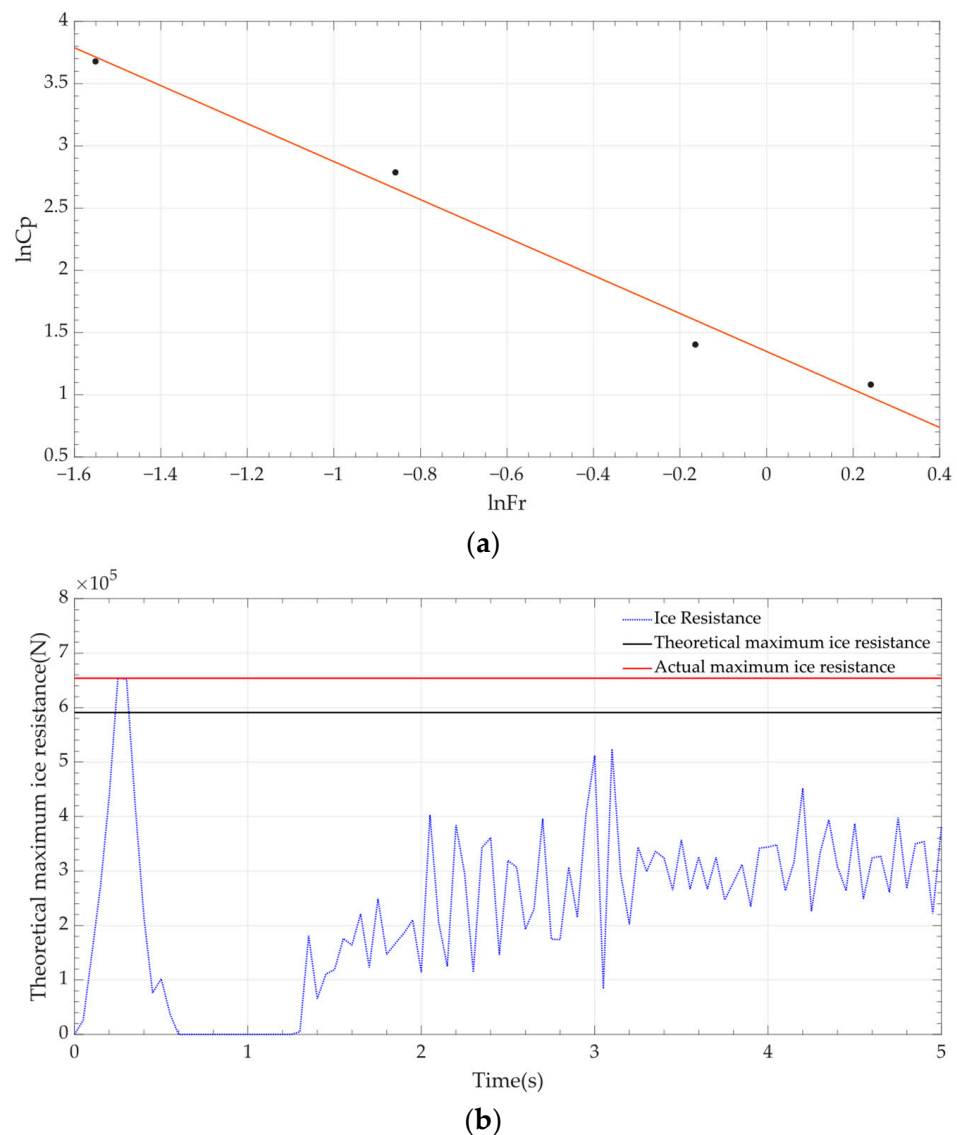 4
3.5
3
2.5
2
1.5
1
0.5
lnCp
−1.6 −1.4 −1.2 −1 −0.8 −0.6 −0.4 −0.2 0 0.2 0.4
lnFr
(a)
×10⁵
8
7
6
5
4
3
2
1
0
Theoretical maximum ice resistance(N)
Ice Resistance
Theoretical maximum ice resistance
Actual maximum ice resistance
0 1 2 3 4 5
Time(s)
(b)